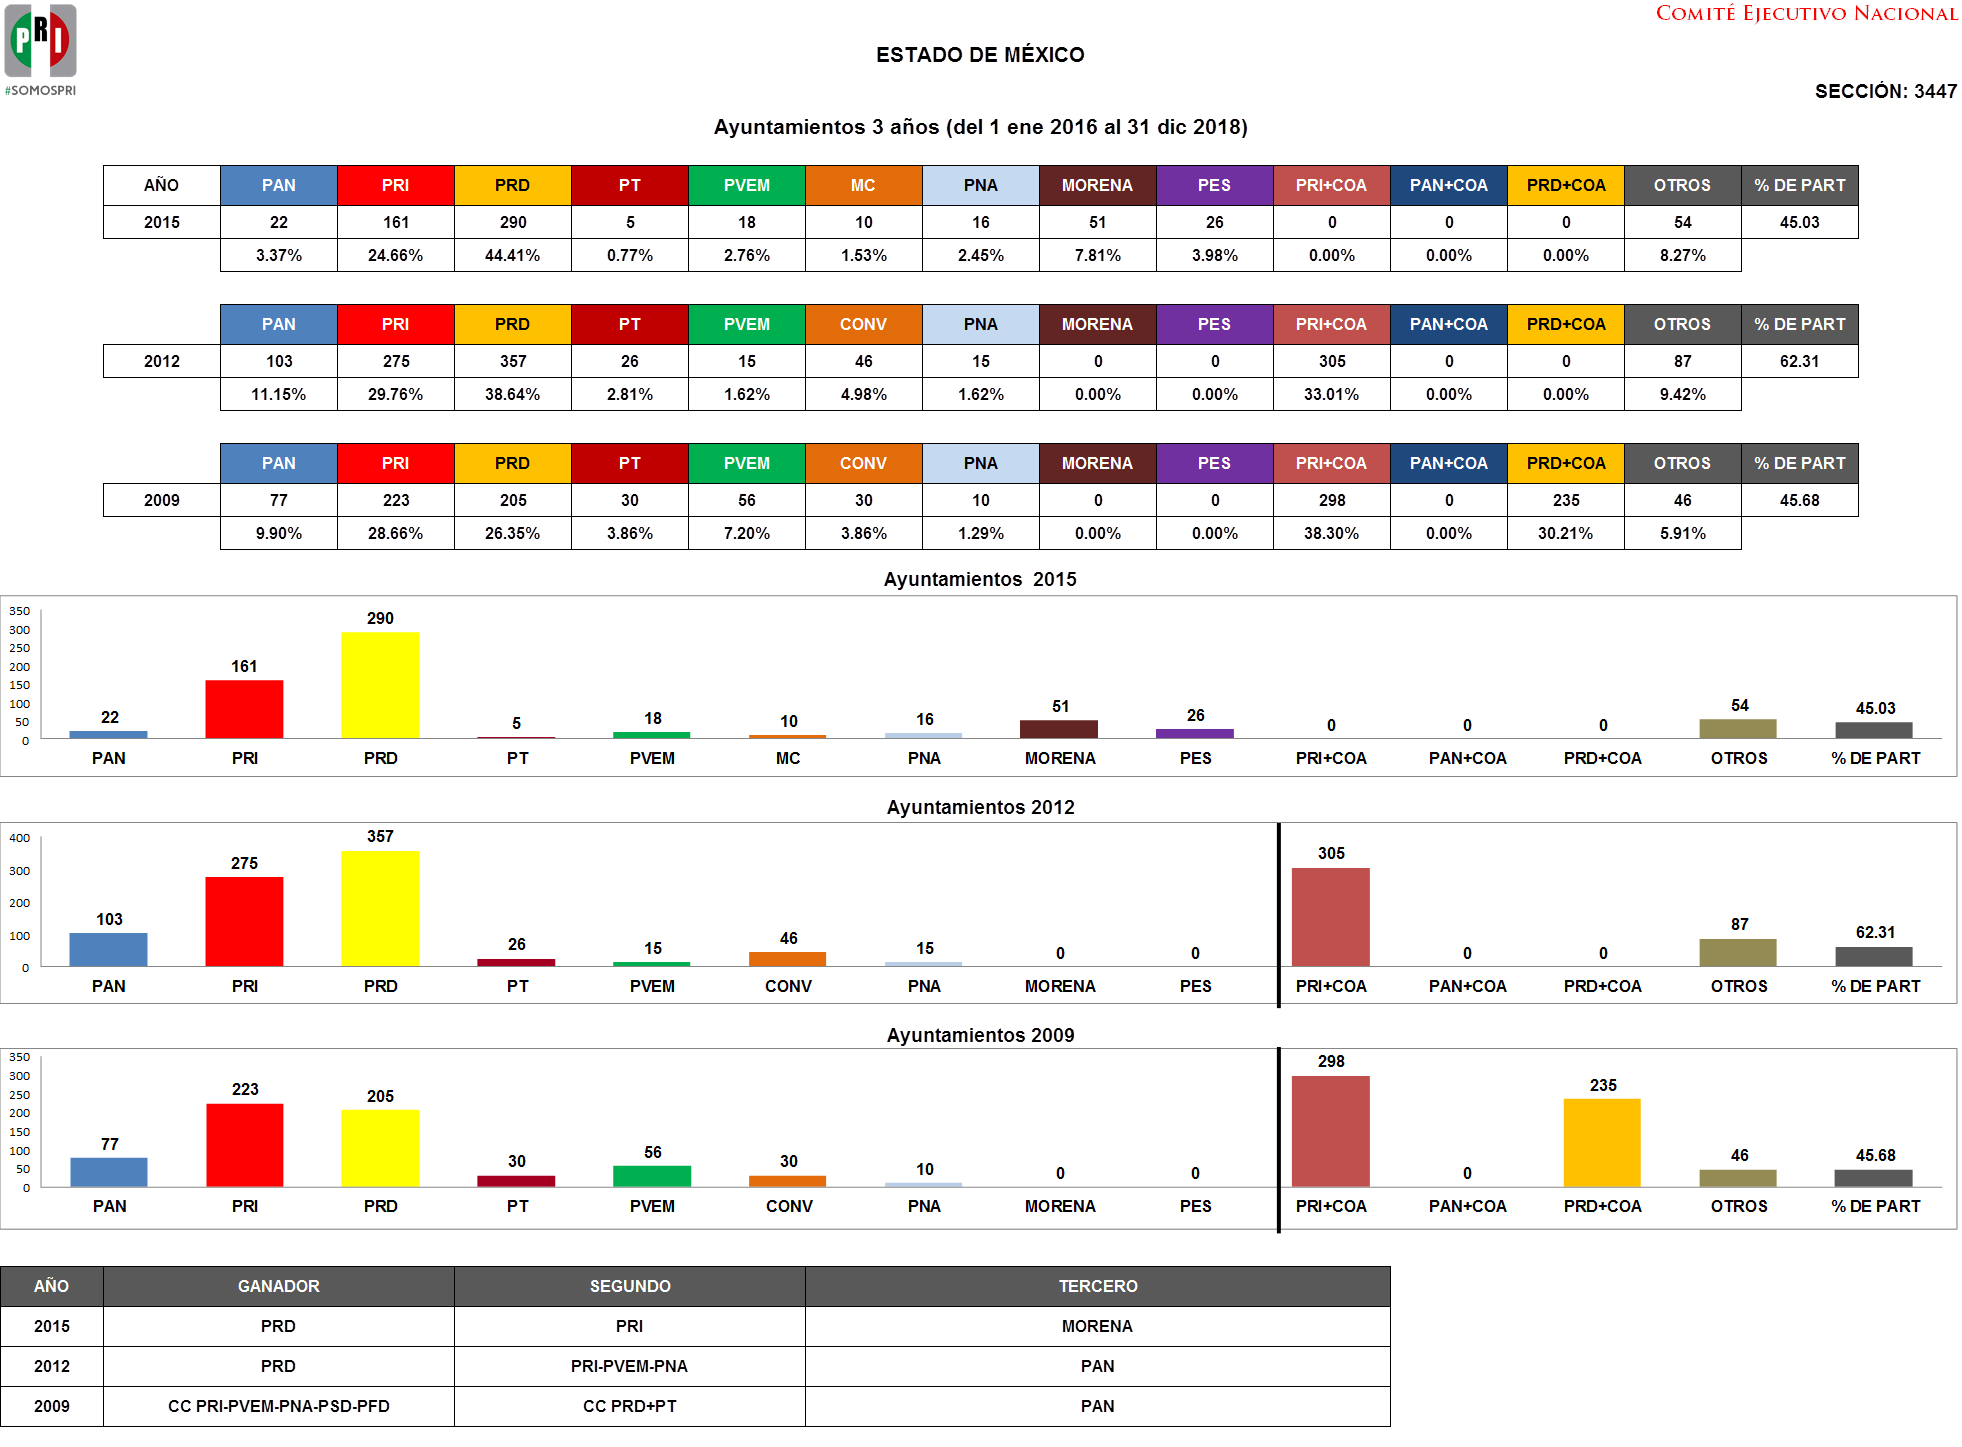 PRI
#SOMOSPRI
COMITÉ EJECUTIVO NACIONAL
ESTADO DE MÉXICO
SECCIÓN: 3447
Ayuntamientos 3 años (del 1 ene 2016 al 31 dic 2018)
AÑO PAN PRI PRD PT PVEM MC PNA MORENA PES PRI+COA PAN+COA PRD+COA OTROS % DE PART
2015 22 161 290 5 18 10 16 51 26 0 0 0 54 45.03
3.37% 24.66% 44.41% 0.77% 2.76% 1.53% 2.45% 7.81% 3.98% 0.00% 0.00% 0.00% 8.27%
PAN PRI PRD PT PVEM CONV PNA MORENA PES PRI+COA PAN+COA PRD+COA OTROS % DE PART
2012 103 275 357 26 15 46 15 0 0 305 0 0 87 62.31
11.15% 29.76% 38.64% 2.81% 1.62% 4.98% 1.62% 0.00% 0.00% 33.01% 0.00% 0.00% 9.42%
PAN PRI PRD PT PVEM CONV PNA MORENA PES PRI+COA PAN+COA PRD+COA OTROS % DE PART
2009 77 223 205 30 56 30 10 0 0 298 0 235 46 45.68
9.90% 28.66% 26.35% 3.86% 7.20% 3.86% 1.29% 0.00% 0.00% 38.30% 0.00% 30.21% 5.91%
Ayuntamientos 2015
350
300
250
200
150
100
50
0
22 161 290 5 18 10 16 51 26 0 0 0 54 45.03
PAN PRI PRD PT PVEM MC PNA MORENA PES PRI+COA PAN+COA PRD+COA OTROS % DE PART
Ayuntamientos 2012
400
300
200
100
0
103 275 357 26 15 46 15 0 0 305 0 0 87 62.31
PAN PRI PRD PT PVEM CONV PNA MORENA PES PRI+COA PAN+COA PRD+COA OTROS % DE PART
Ayuntamientos 2009
350
300
250
200
150
100
50
0
77 223 205 30 56 30 10 0 0 298 0 235 46 45.68
PAN PRI PRD PT PVEM CONV PNA MORENA PES PRI+COA PAN+COA PRD+COA OTROS % DE PART
AÑO GANADOR SEGUNDO TERCERO
2015 PRD PRI MORENA
2012 PRD PRI-PVEM-PNA PAN
2009 CC PRI-PVEM-PNA-PSD-PFD CC PRD+PT PAN